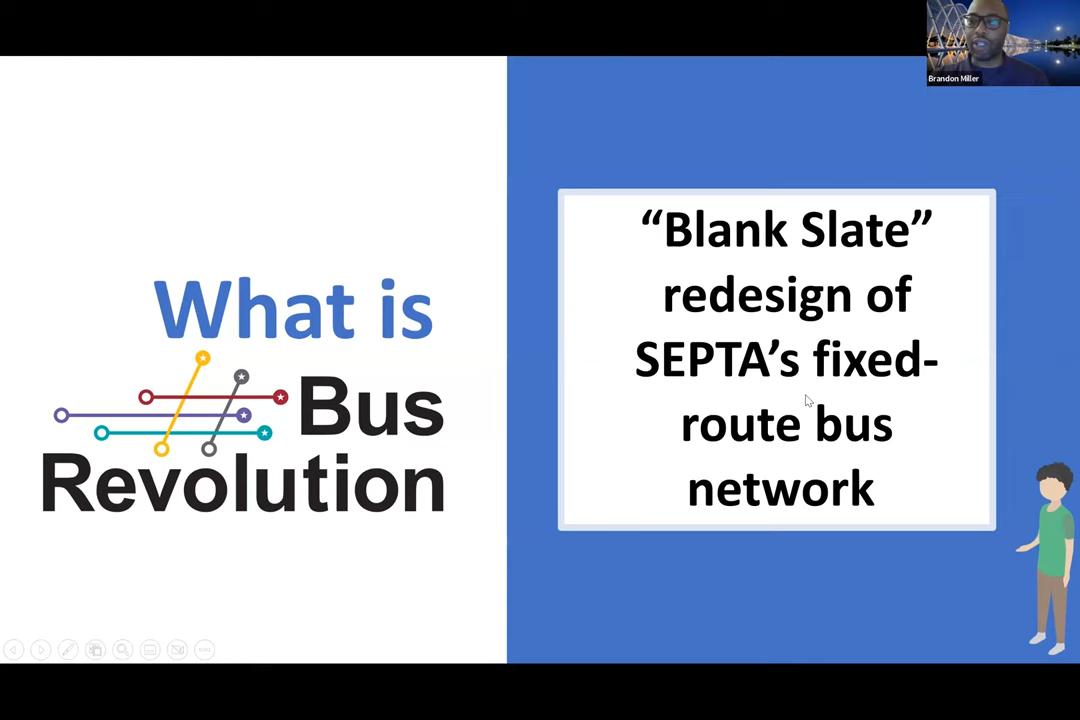 Brandon Miller
What is
Bus
Revolution
“Blank Slate”
redesign of
SEPTA’s fixed-
route bus
network